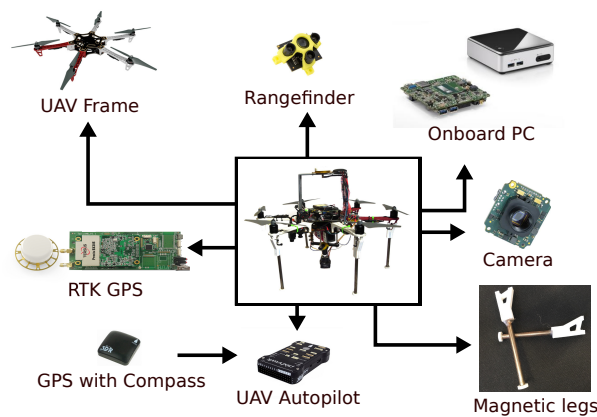 UAV Frame
Rangefinder
Onboard PC
RTK GPS
Camera
GPS with Compass
UAV Autopilot
Magnetic legs